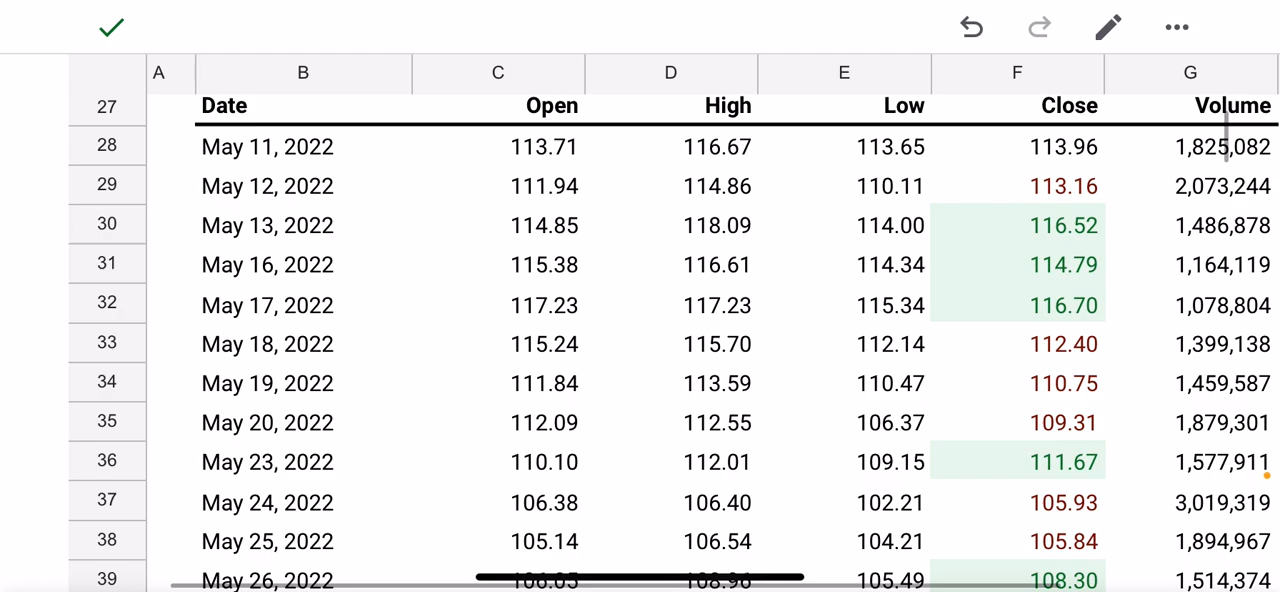 A B C D E F G
27 Date Open High Low Close Volume
28 May 11, 2022 113.71 116.67 113.65 113.96 1,825,082
29 May 12, 2022 111.94 114.86 110.11 113.16 2,073,244
30 May 13, 2022 114.85 118.09 114.00 116.52 1,486,878
31 May 16, 2022 115.38 116.61 114.34 114.79 1,164,119
32 May 17, 2022 117.23 117.23 115.34 116.70 1,078,804
33 May 18, 2022 115.24 115.70 112.14 112.40 1,399,138
34 May 19, 2022 111.84 113.59 110.47 110.75 1,459,587
35 May 20, 2022 112.09 112.55 106.37 109.31 1,879,301
36 May 23, 2022 110.10 112.01 109.15 111.67 1,577,911
37 May 24, 2022 106.38 106.40 102.21 105.93 3,019,319
38 May 25, 2022 105.14 106.54 104.21 105.84 1,894,967
39 May 26, 2022 106.05 108.96 105.49 108.30 1,514,374